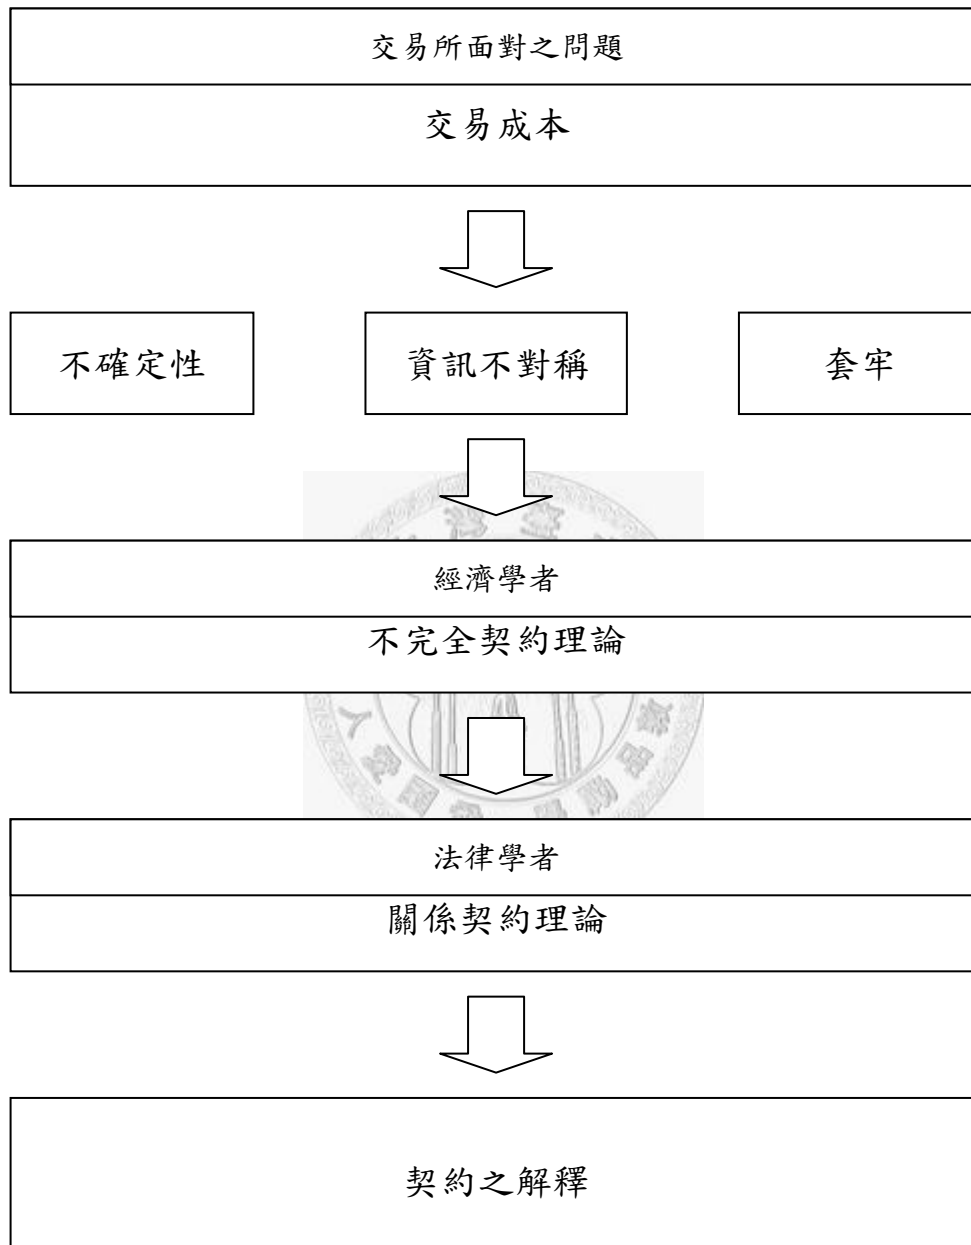 交易所面對之問題
交易成本
不確定性 資訊不對稱 套牢
經濟學者
不完全契約理論
法律學者
關係契約理論
契約之解釋